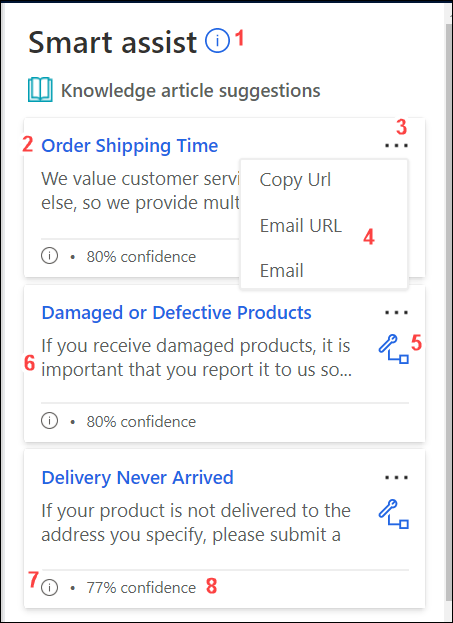 Smart assist 1
Knowledge article suggestions
3
2 Order Shipping Time
We value customer servi
else, so we provide mult
Copy Url
Email URL
4
Email
80% confidence
Damaged or Defective Products
If you receive damaged products, it is
5
6 important that you report it to us so...
80% confidence
Delivery Never Arrived
If your product is not delivered to the
address you specify, please submit a
7 • 77% confidence 8